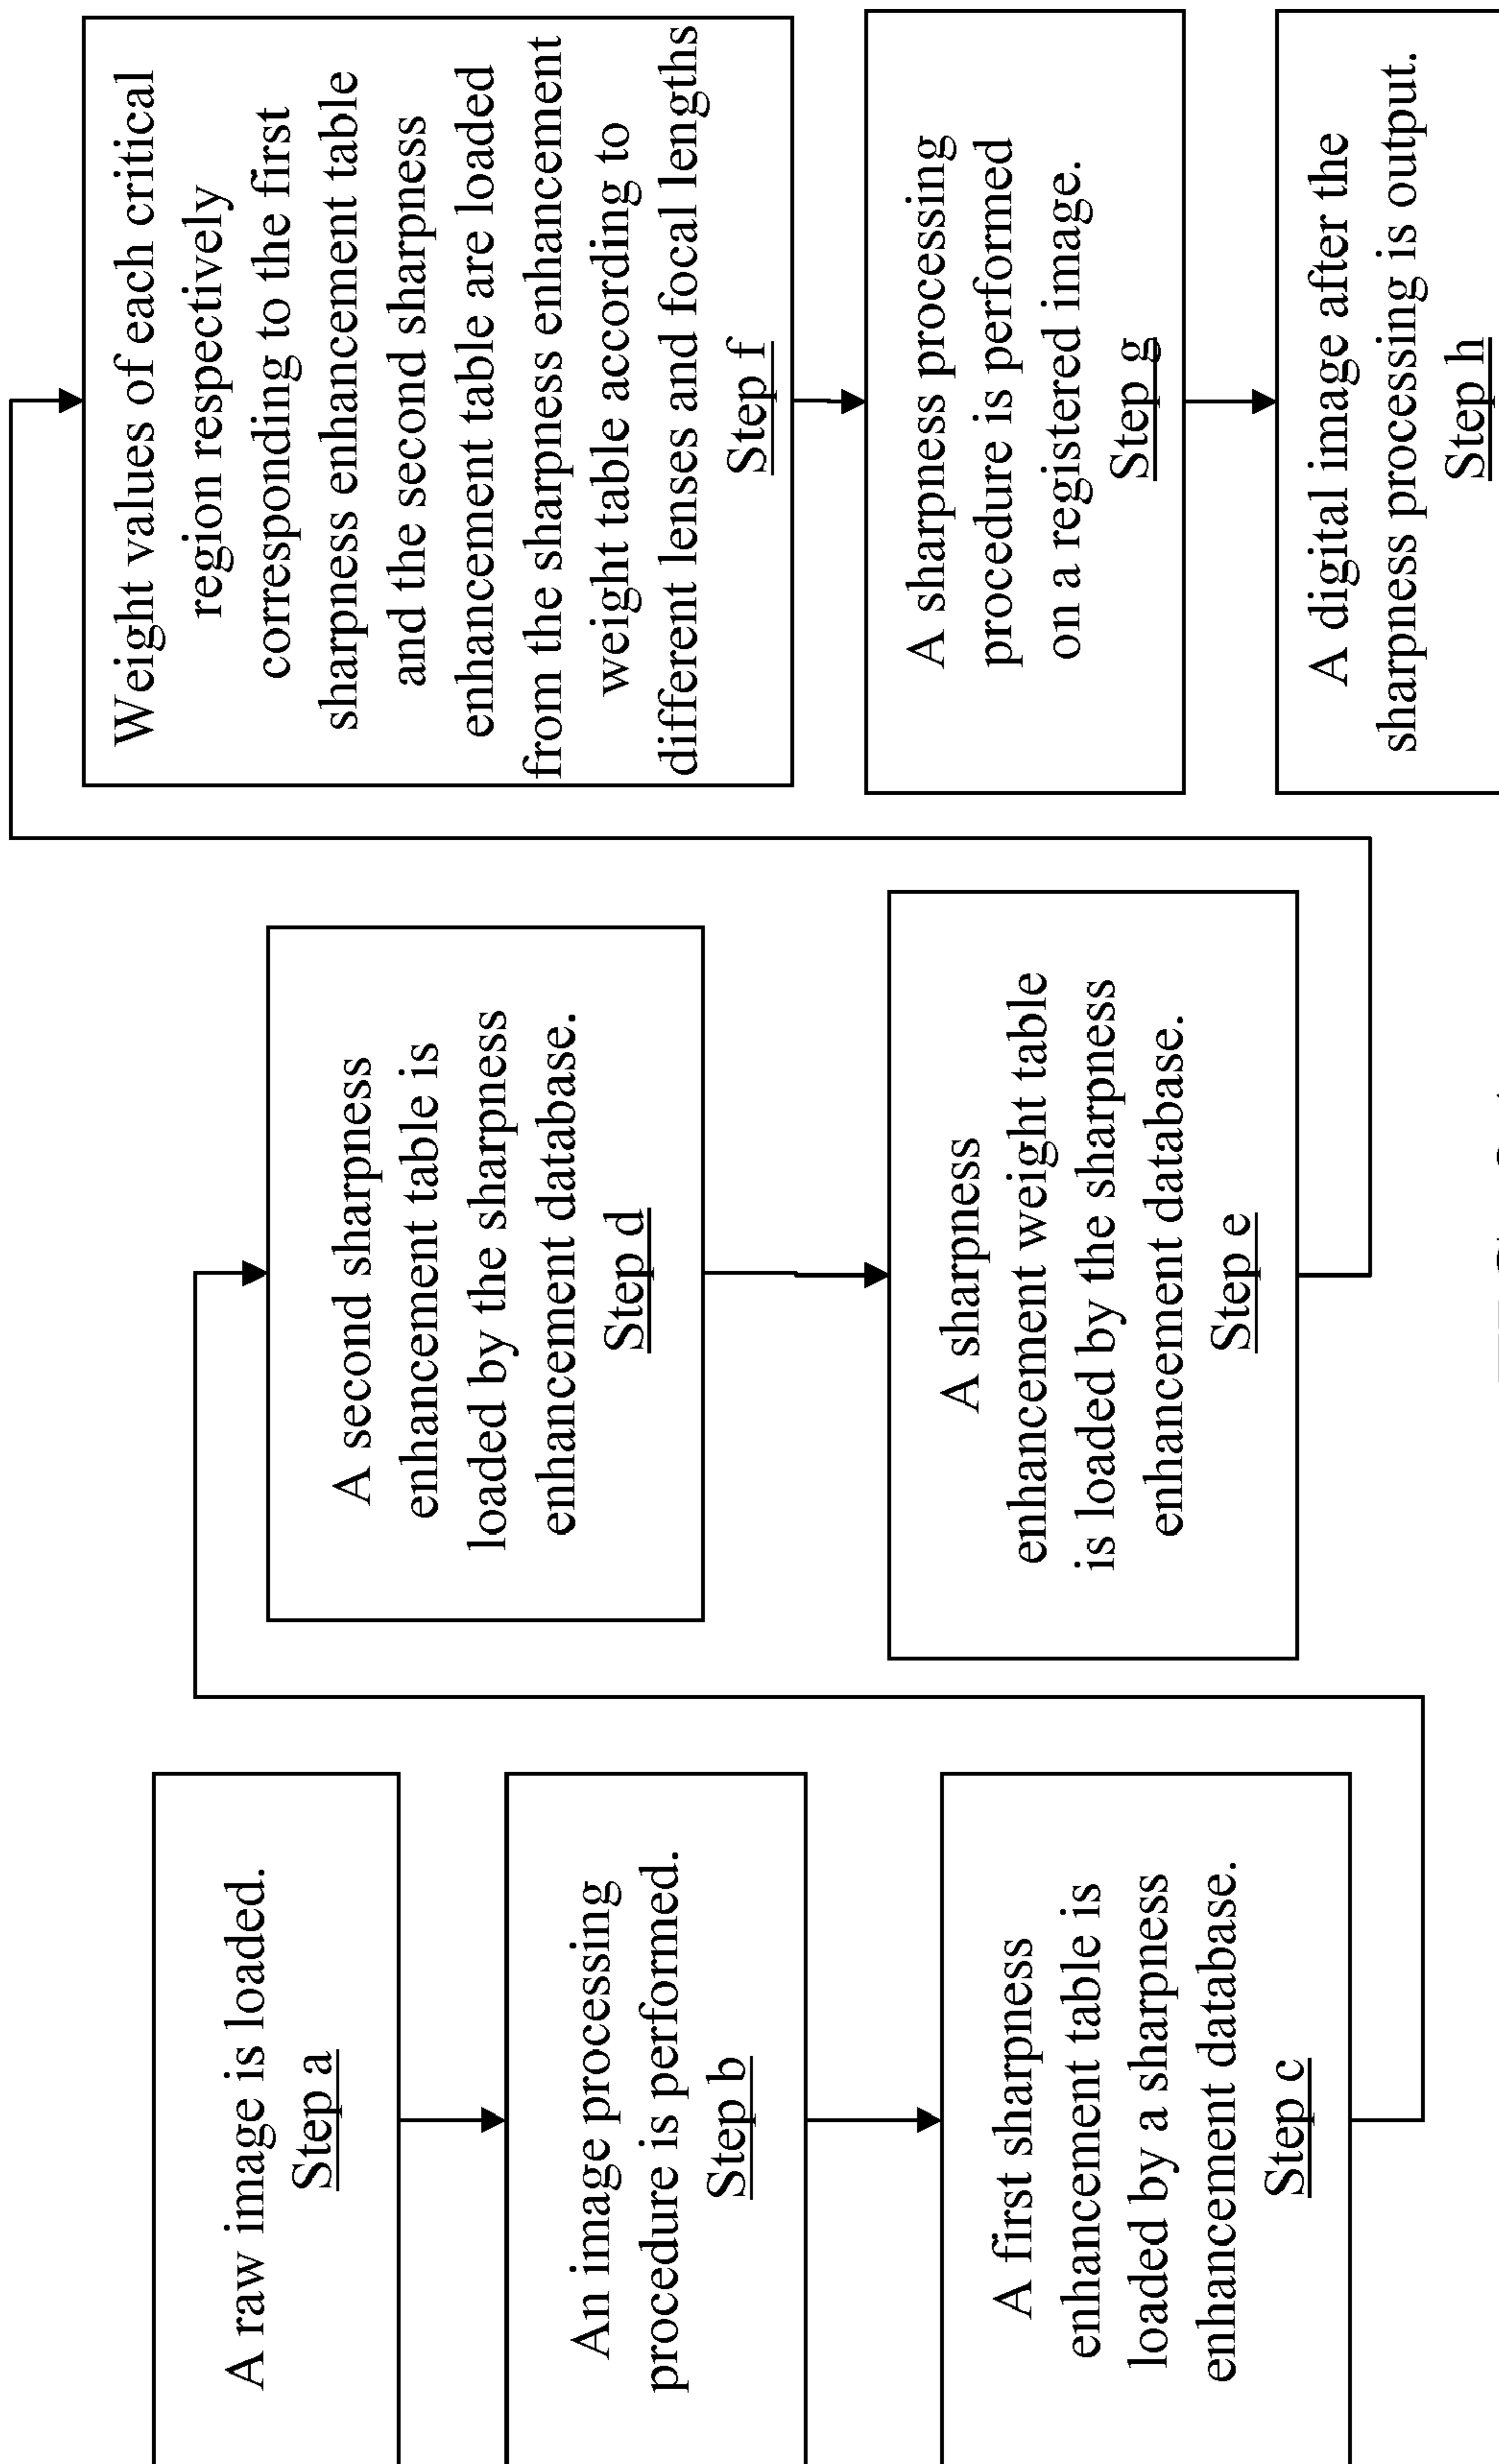 A raw image is loaded.
Step a
An image processing
procedure is performed.
Step b
A first sharpness
enhancement table is
loaded by a sharpness
enhancement database.
Step c
A second sharpness
enhancement table is
loaded by the sharpness
enhancement database.
Step d
A sharpness
enhancement weight table
is loaded by the sharpness
enhancement database.
Step e
Weight values of each critical
region respectively
corresponding to the first
sharpness enhancement table
and the second sharpness
enhancement table are loaded
from the sharpness enhancement
weight table according to
different lenses and focal lengths
Step f
A sharpness processing
procedure is performed
on a registered image.
Step g
A digital image after the
sharpness processing is output.
Step h